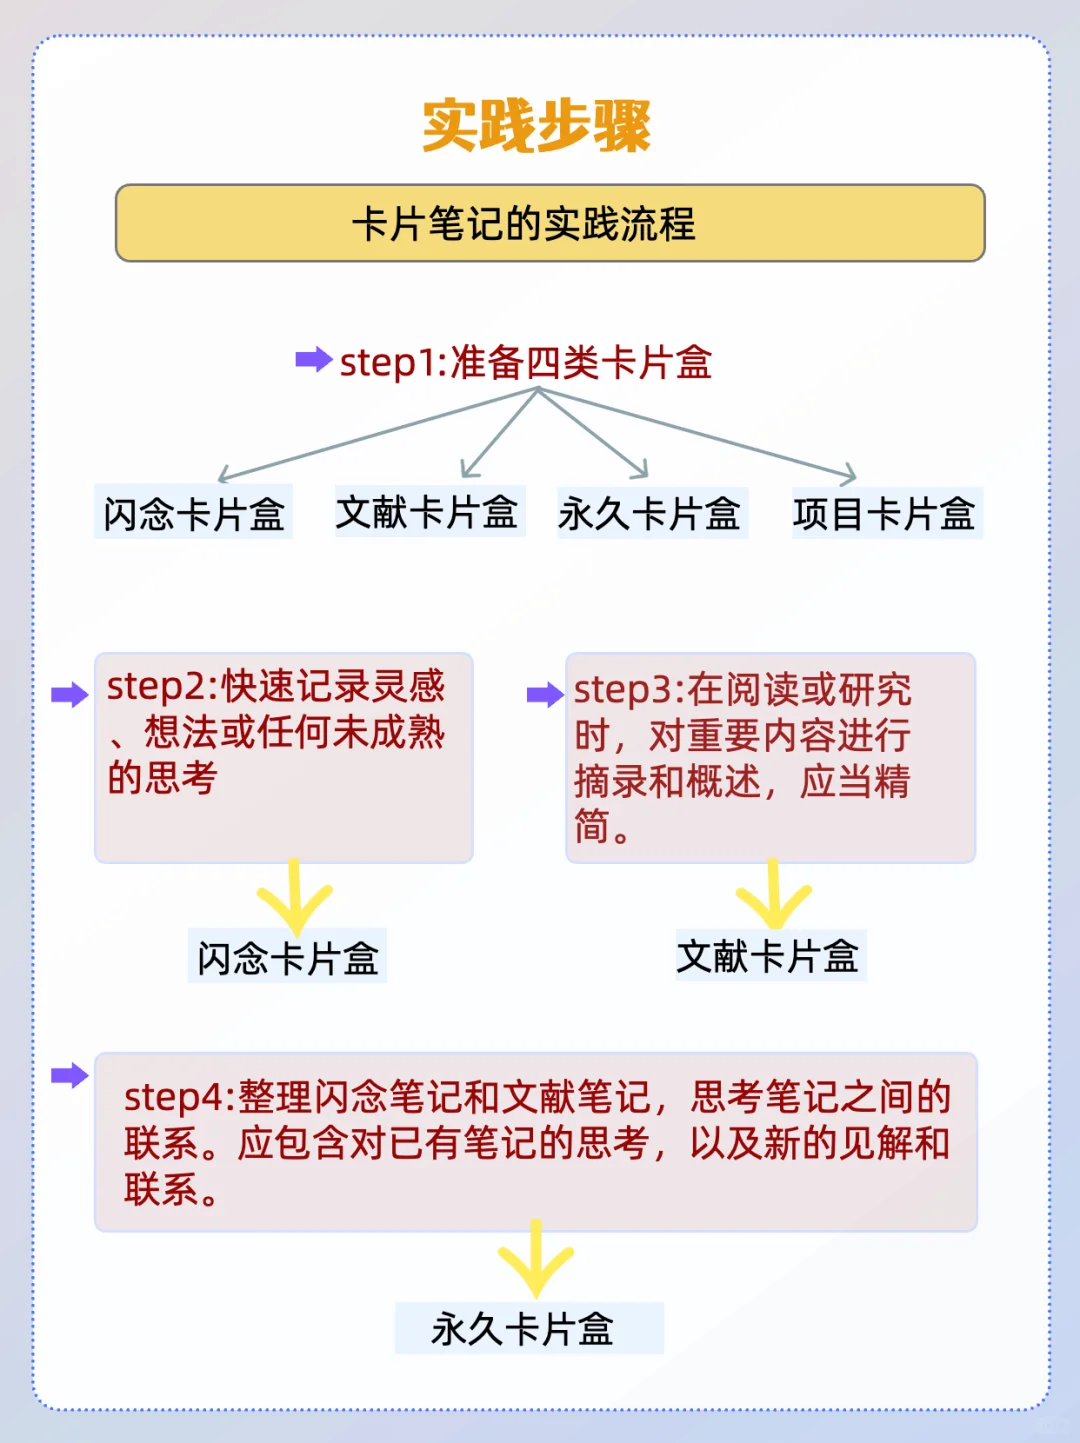 实践步骤
卡片笔记的实践流程
step1:准备四类卡片盒
闪念卡片盒
文献卡片盒
永久卡片盒
项目卡片盒
step2:快速记录灵感
、想法或任何未成熟
的思考
step3:在阅读或研究
时，对重要内容进行
摘录和概述，应当精
简。
闪念卡片盒
文献卡片盒
step4:整理闪念笔记和文献笔记，思考笔记之间的
联系。应包含对已有笔记的思考，以及新的见解和
联系。
永久卡片盒